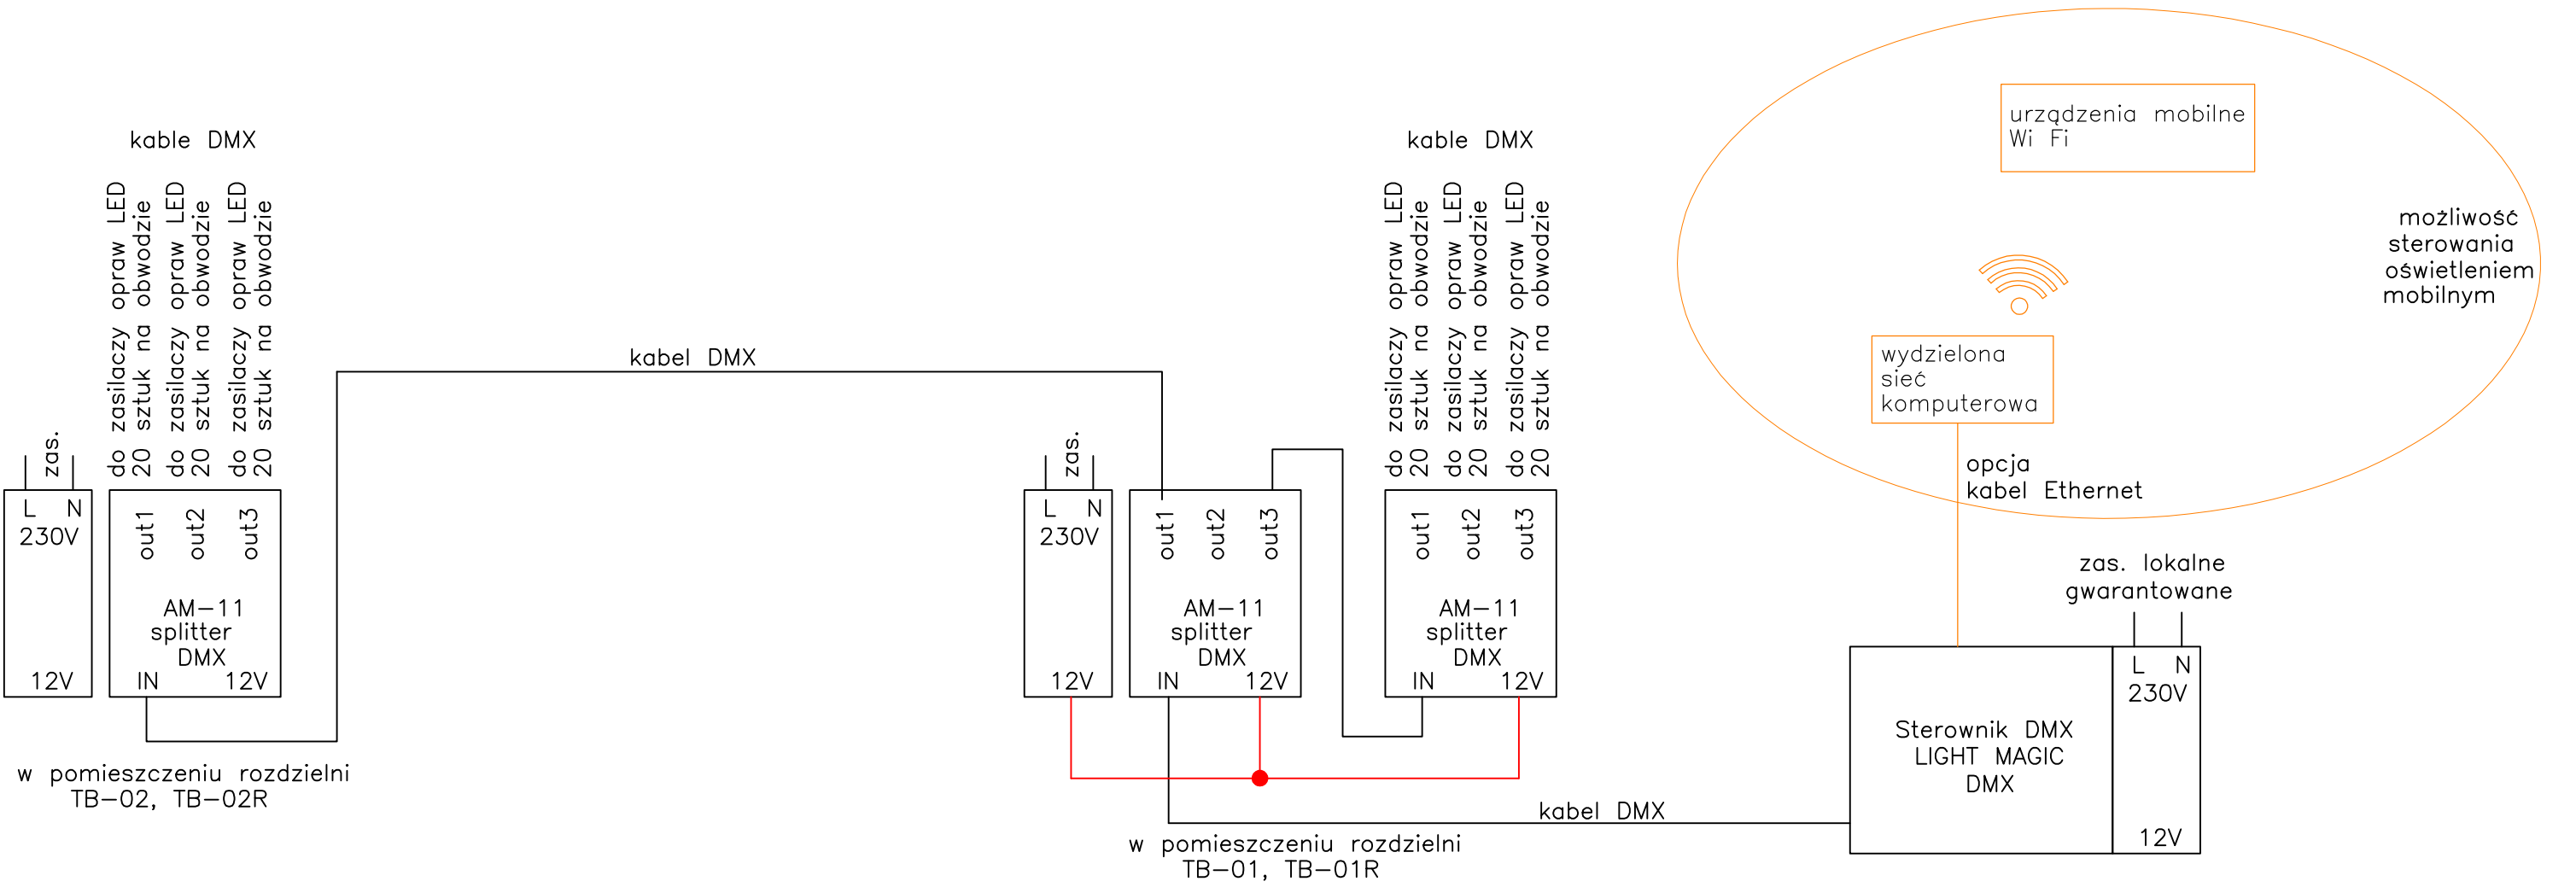 kable DMX
do zasilaczy opraw LED
20 sztuk na obwodzie
do zasilaczy opraw LED
20 sztuk na obwodzie
do zasilaczy opraw LED
20 sztuk na obwodzie
zas.
L N
230V
12V
out1 out2 out3
AM-11
splitter
DMX
IN 12V
w pomieszczeniu rozdzielni
TB-02, TB-02R
kabel DMX
zas.
L N
230V
12V
out1 out2 out3
AM-11
splitter
DMX
IN 12V
kable DMX
do zasilaczy opraw LED
20 sztuk na obwodzie
do zasilaczy opraw LED
20 sztuk na obwodzie
do zasilaczy opraw LED
20 sztuk na obwodzie
out1 out2 out3
AM-11
splitter
DMX
IN 12V
w pomieszczeniu rozdzielni
TB-01, TB-01R
kabel DMX
urządzenia mobilne
Wi Fi
możliwość
sterowania
oświetleniem
mobilnym
wydzielona
sieć
komputerowa
opcja
kabel Ethernet
zas. lokalne
gwarantowane
L N
230V
12V
Sterownik DMX
LIGHT MAGIC
DMX